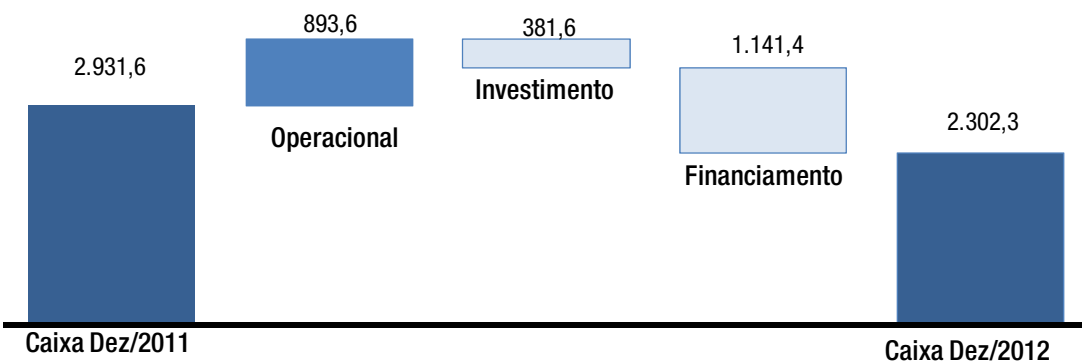 2.931,6
Caixa Dez/2011
893,6
Operacional
381,6
Investimento
1.141,4
Financiamento
2.302,3
Caixa Dez/2012